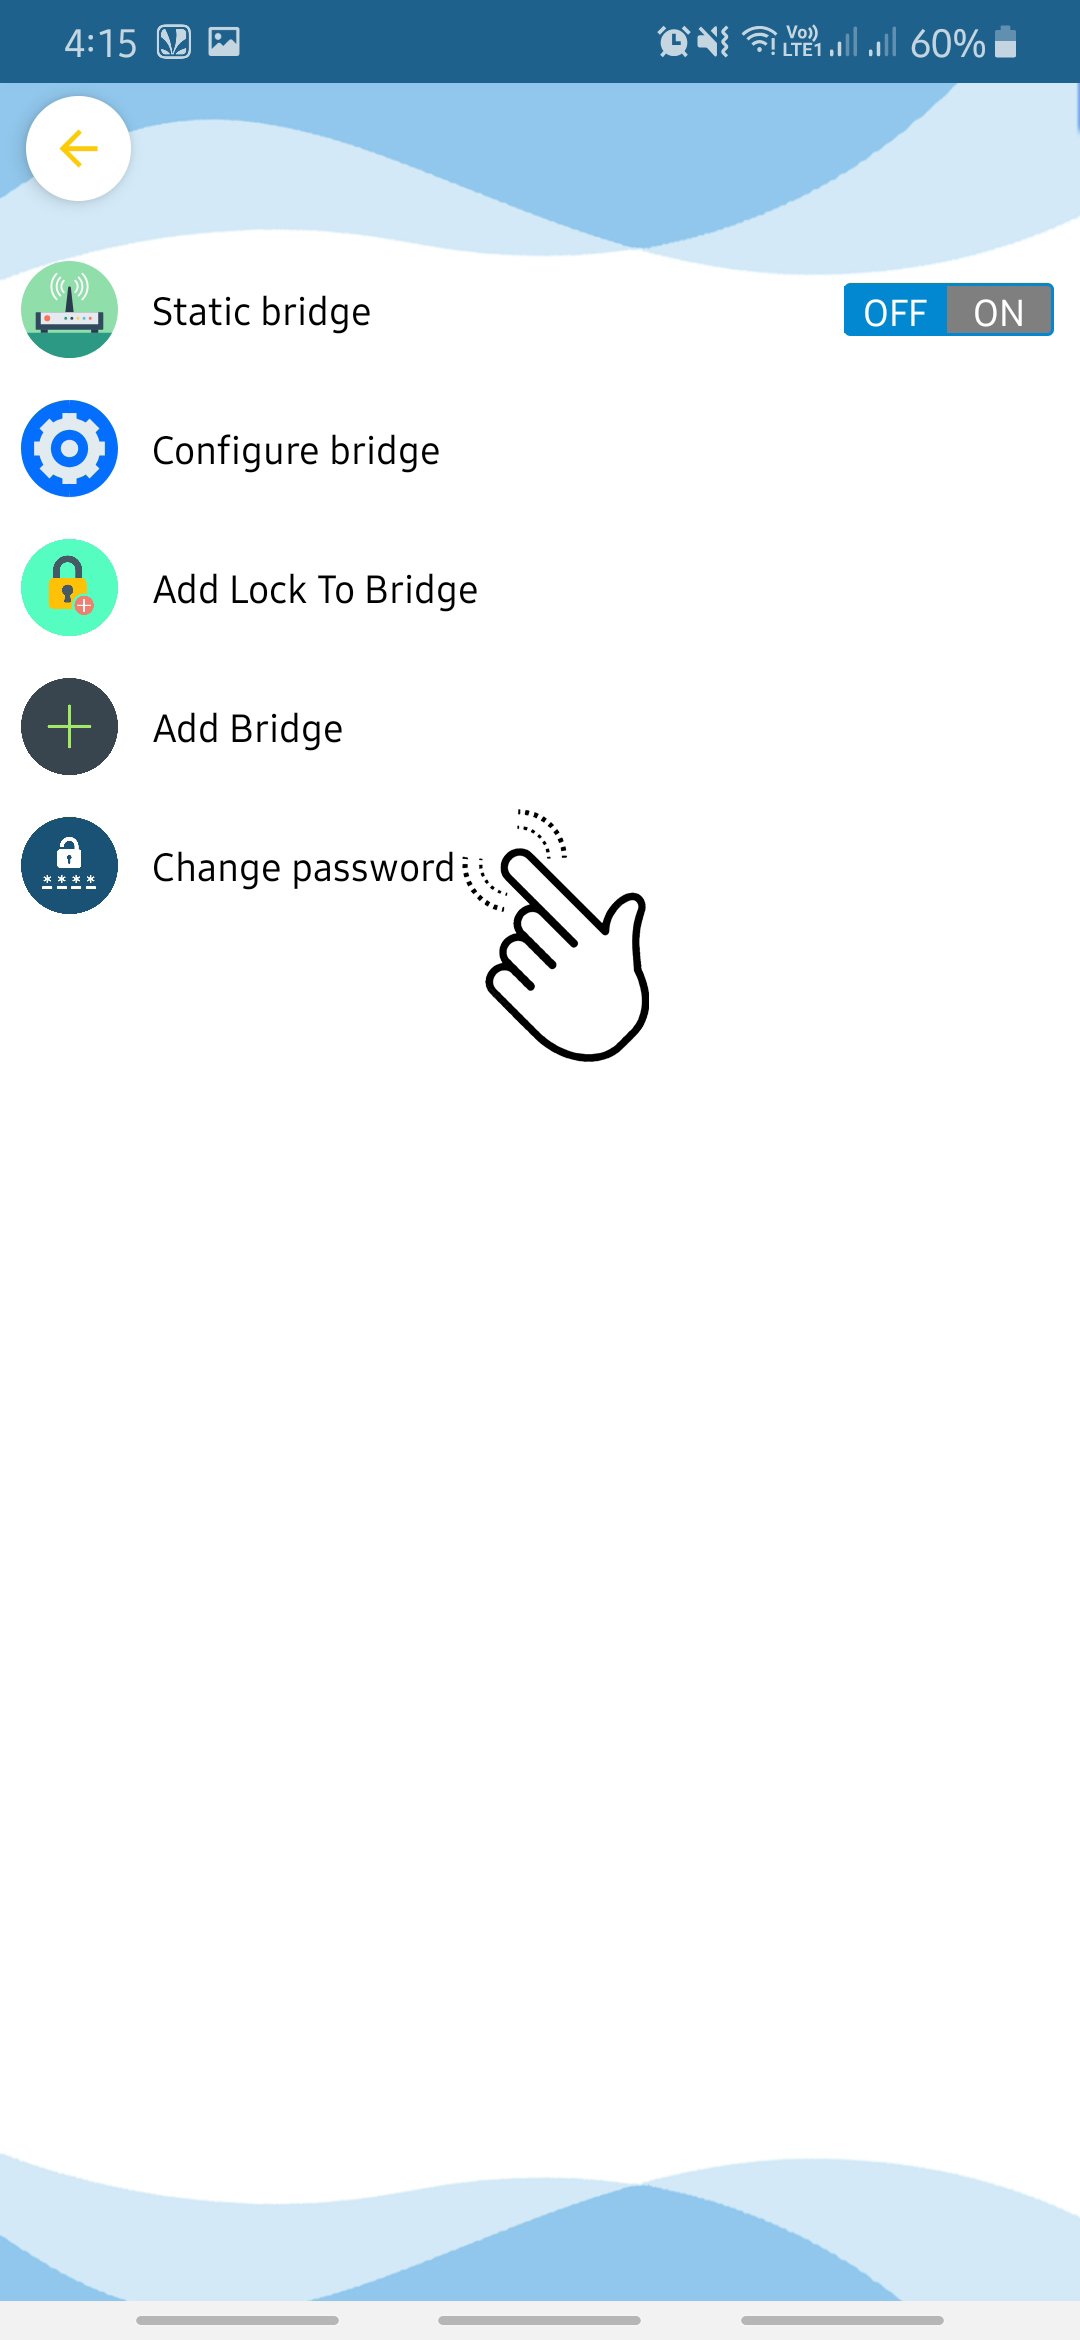 4:15 Vo)) LTE1 60%
Static bridge OFF ON
Configure bridge
Add Lock To Bridge
Add Bridge
Change password